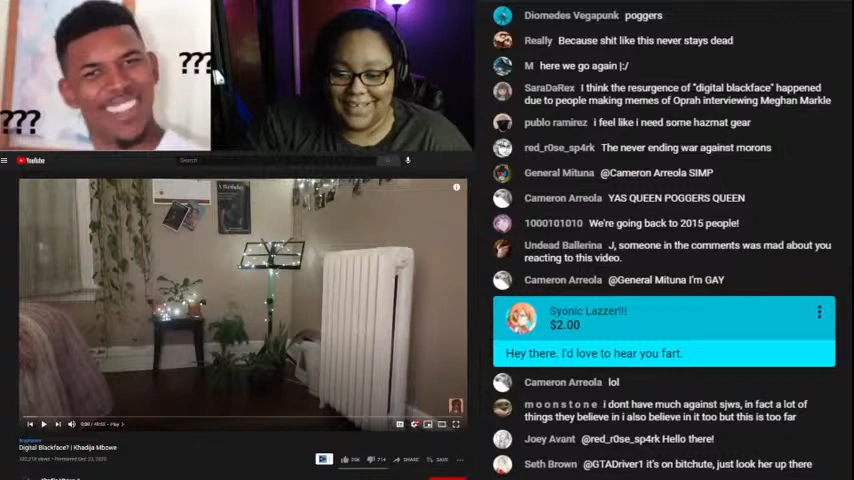 ???
???
YouTube
Search
Digital Blackface? | Khadija Mbowe
SHARE
SAVE
Diomedes Vegapunk poggers
Really Because shit like this never stays dead
M here we go again |:/
SaraDaRex I think the resurgence of "digital blackface" happened
due to people making memes of Oprah interviewing Meghan Markle
publo ramirez i feel like i need some hazmat gear
red_r0se_sp4rk The never ending war against morons
General Mituna @Cameron Arreola SIMP
Cameron Arreola YAS QUEEN POGGERS QUEEN
1000101010 We're going back to 2015 people!
Undead Ballerina J, someone in the comments was mad about you
reacting to this video.
Cameron Arreola @General Mituna I'm GAY
Syonic Lazzer!!!
$2.00
Hey there. I'd love to hear you fart.
Cameron Arreola lol
m o o n s t o n e i dont have much against sjws, in fact a lot of
things they believe in i also believe in it too but this is too far
Joey Avant @red_r0se_sp4rk Hello there!
Seth Brown @GTADriver1 it's on bitchute, just look her up there